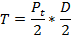 T = P_t/2 * D/2